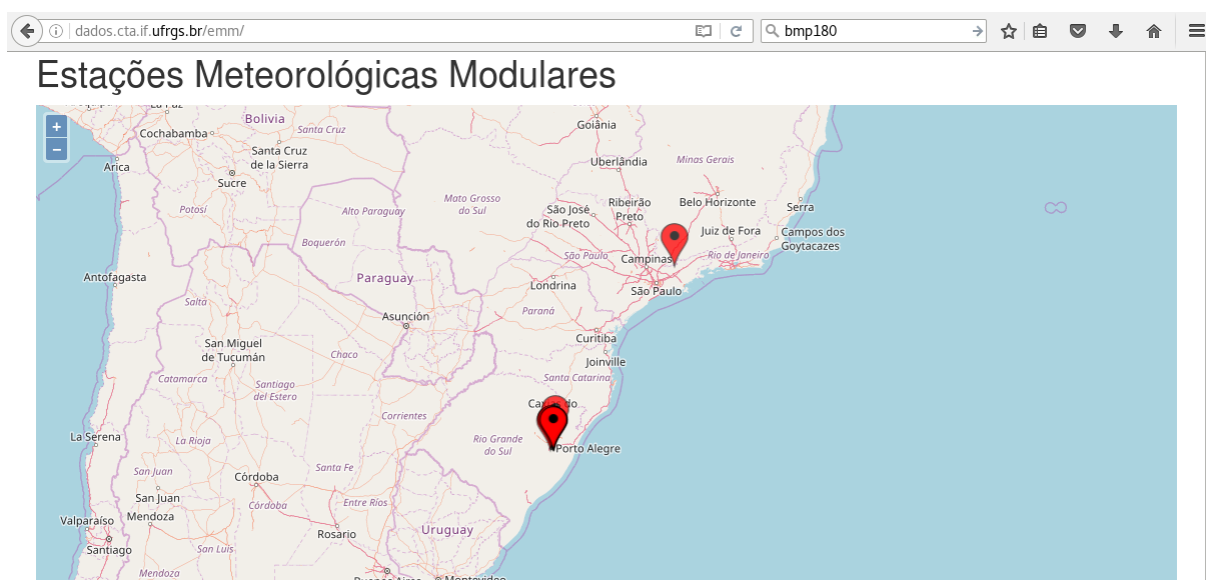 dados.cta.if.ufrgs.br/emm/
bmp180
Estações Meteorológicas Modulares
+
−
Bolivia
Goiânia
Cochabamba
Santa Cruz
Santa Cruz
de la Sierra
Uberlândia
Minas Gerais
Arica
Sucre
Mato Grosso
do Sul
Ribeirão
Preto
Belo Horizonte
Serra
Potosí
Alto Paraguay
São José
do Rio Preto
Juiz de Fora
Campos dos
Goytacazes
Boquerón
São Paulo
Campinas
Rio de Janeiro
Antofagasta
Paraguay
Londrina
São Paulo
Salta
Asunción
Paraná
San Miguel
de Tucumán
Chaco
Curitiba
Joinville
Catamarca
Santiago
del Estero
Santa Catarina
Corrientes
La Serena
La Rioja
Rio Grande
do Sul
Porto Alegre
San Juan
Santa Fe
Córdoba
San Juan
Córdoba
Entre Ríos
Valparaíso
Mendoza
Rosario
Uruguay
Santiago
San Luis
Mendoza
Montevideo